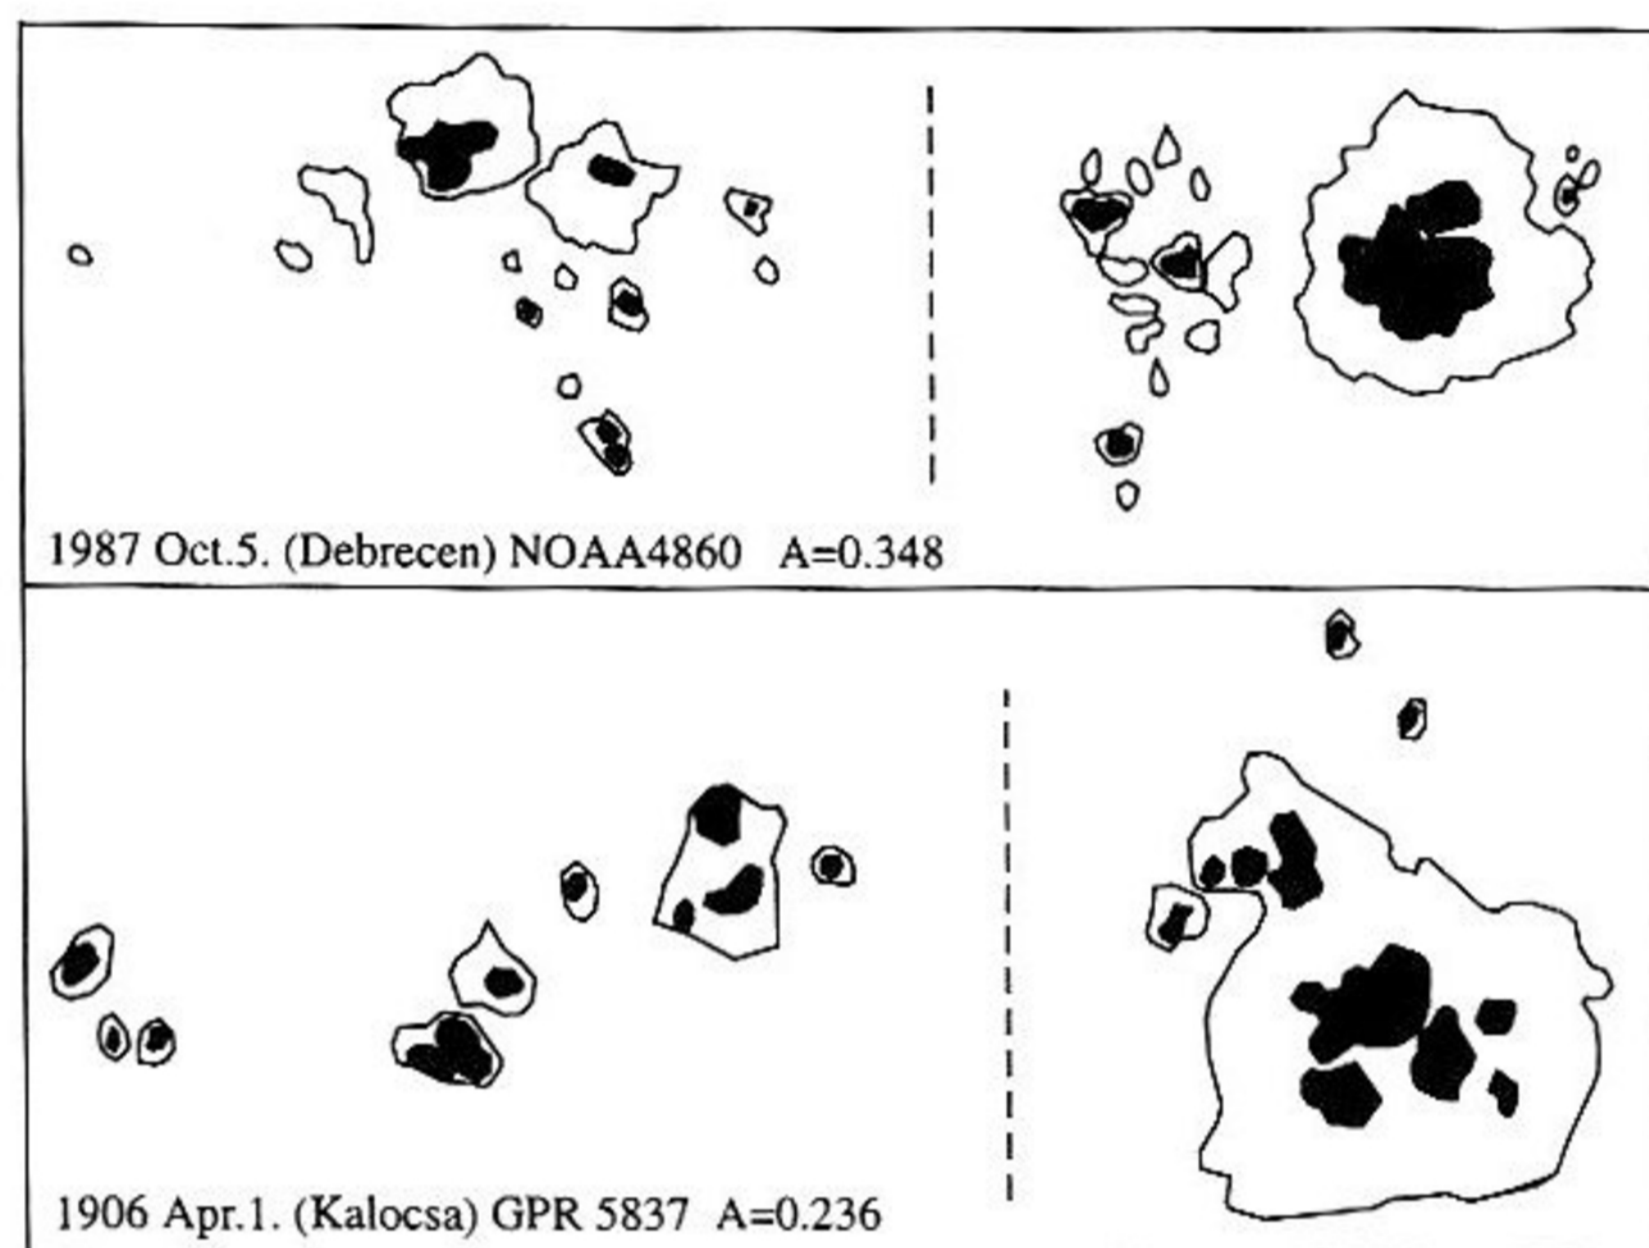 1987 Oct.5. (Debrecen) NOAA4860 A=0.348
1906 Apr.1. (Kalocsa) GPR 5837 A=0.236